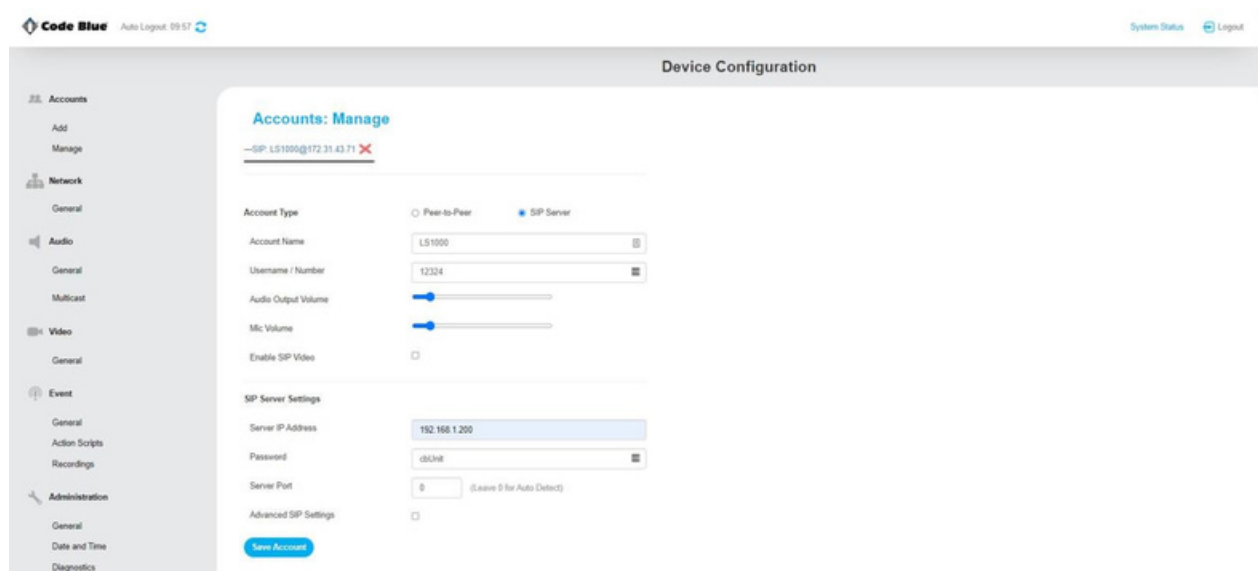 Code Blue Auto Logout 09:57 System Status Logout
Device Configuration
Accounts
Add
Manage
Network
General
Audio
General
Multicast
Video
General
Event
General
Action Scripts
Recordings
Administration
General
Date and Time
Diagnostics
Accounts: Manage
---SIP: LS1000@172.31.43.71
Account Type Peer-to-Peer SIP Server
Account Name LS1000
Username / Number 12324
Audio Output Volume
Mic Volume
Enable SIP Video
SIP Server Settings
Server IP Address 192.168.1.200
Password cbUnit
Server Port 0 (Leave 0 for Auto Detect)
Advanced SIP Settings
Save Account